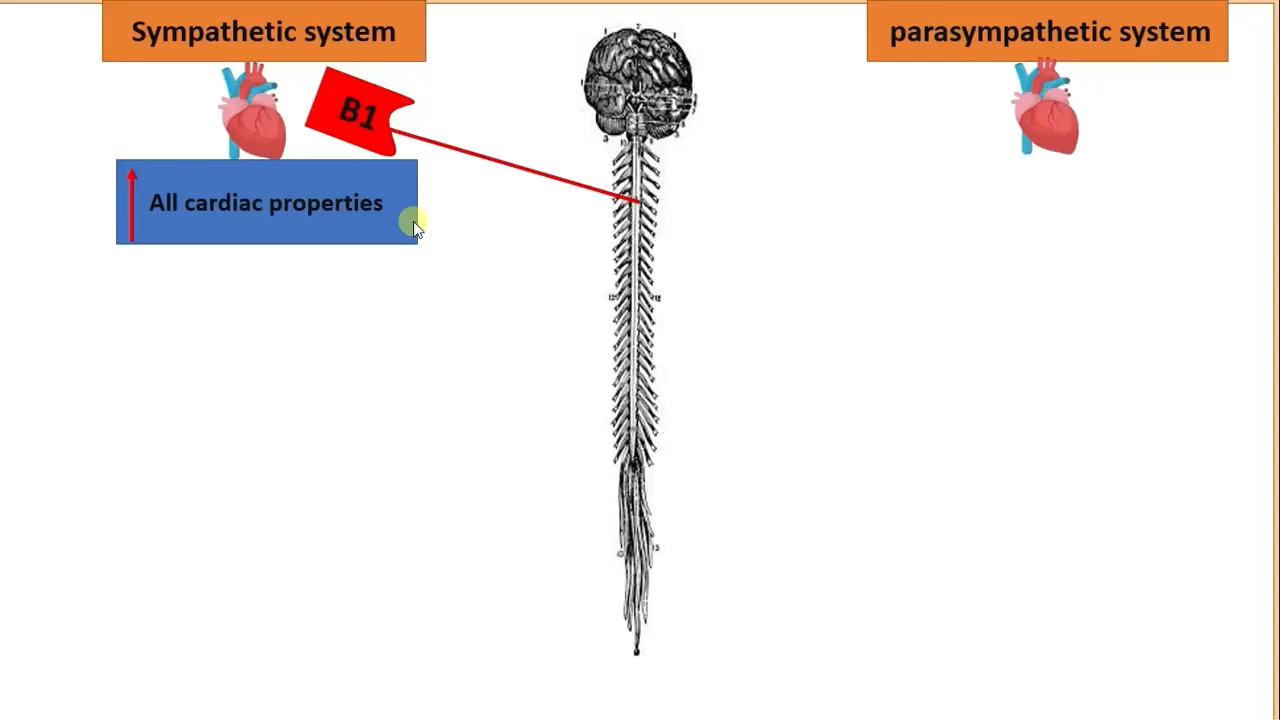 Sympathetic system
parasympathetic system
B1
All cardiac properties